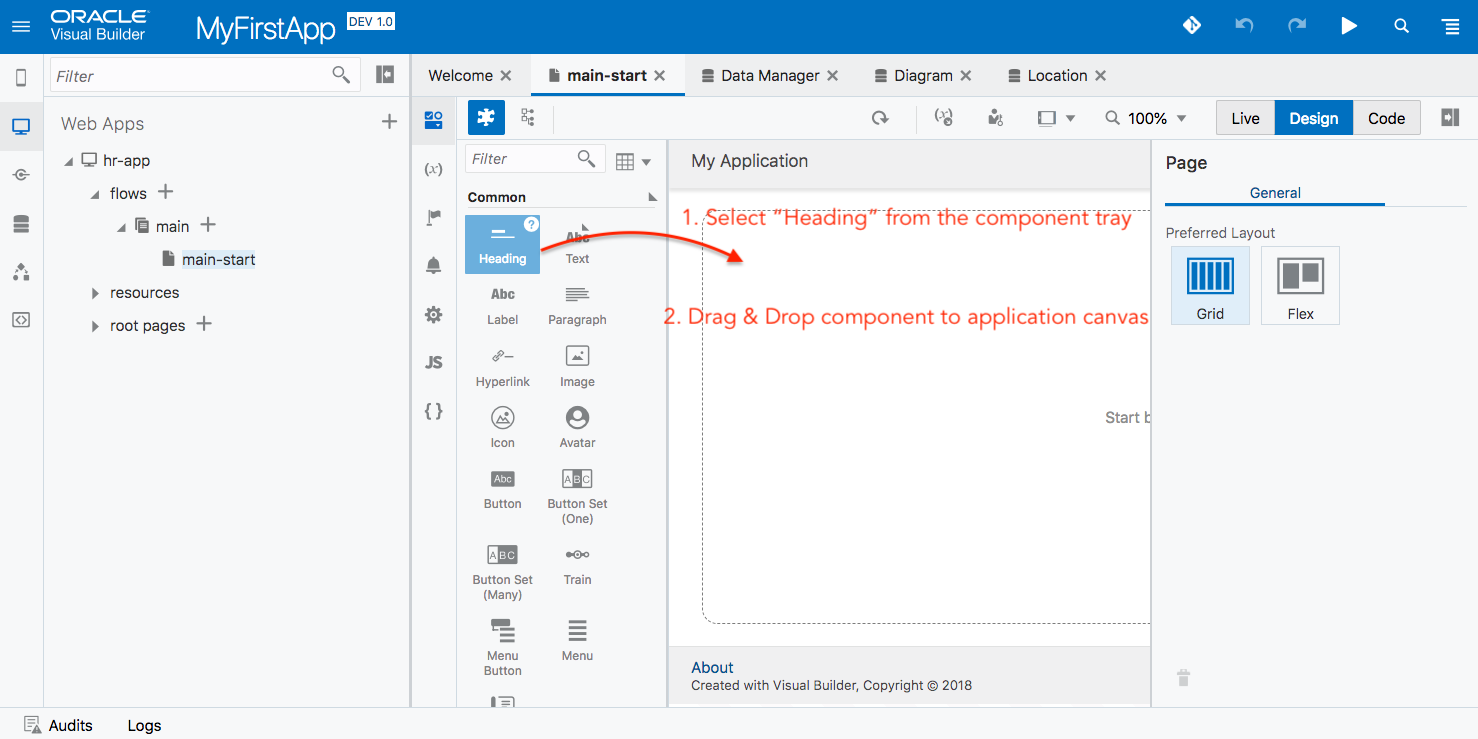 ORACLE
Visual Builder
MyFirstApp
DEV 1.0
Filter
Welcome
main-start
Data Manager
Diagram
Location
Web Apps
hr-app
flows
main
main-start
resources
root pages
(x)
JS
{ }
100%
Live
Design
Code
Filter
Common
Heading
?
Abc
Text
Abc
Label
Paragraph
Hyperlink
Image
Icon
Avatar
Abc
Button
ABC
Button Set
(One)
ABC
Button Set
(Many)
Train
Menu
Button
Menu
My Application
1. Select “Heading” from the component tray
2. Drag & Drop component to application canvas
Start b
About
Created with Visual Builder, Copyright © 2018
Page
General
Preferred Layout
Grid
Flex
Audits
Logs